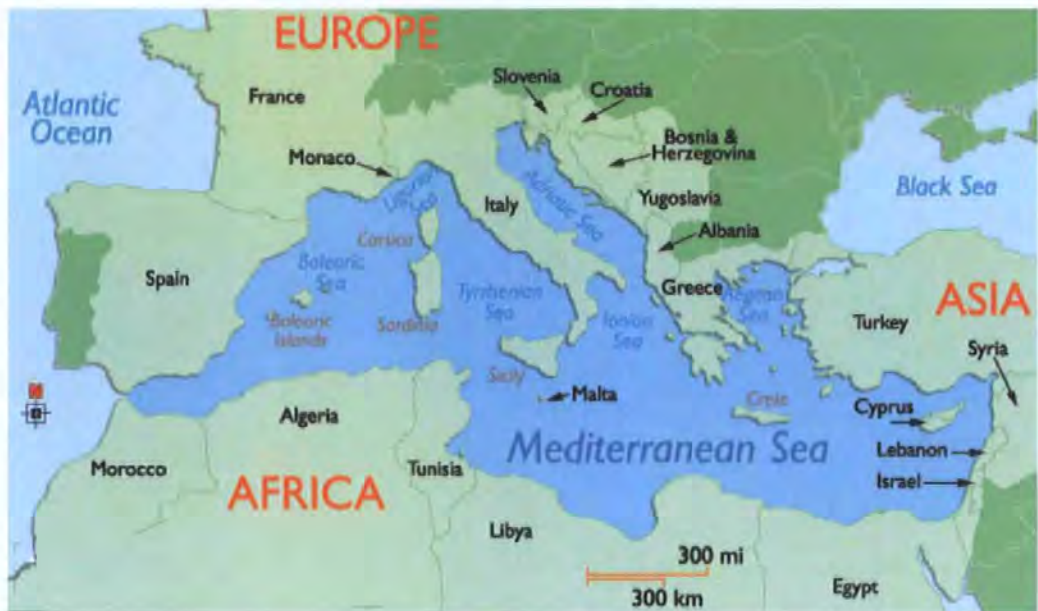 EUROPE
Slovenia
Croatia
France
Atlantic
Ocean
Bosnia &
Herzegovina
Monaco
Ligurian
Sea
Adriatic Sea
Black Sea
Yugoslavia
Italy
Corsica
Albania
Balearic
Sea
Spain
Greece
Aegean
Sea
ASIA
Tyrrhenian
Sea
Ionian
Sea
Turkey
Balearic
Islands
Sardinia
Syria
Sicily
N
Malta
Crete
Cyprus
Algeria
Mediterranean Sea
Lebanon
Morocco
Tunisia
Israel
AFRICA
Libya
300 mi
300 km
Egypt